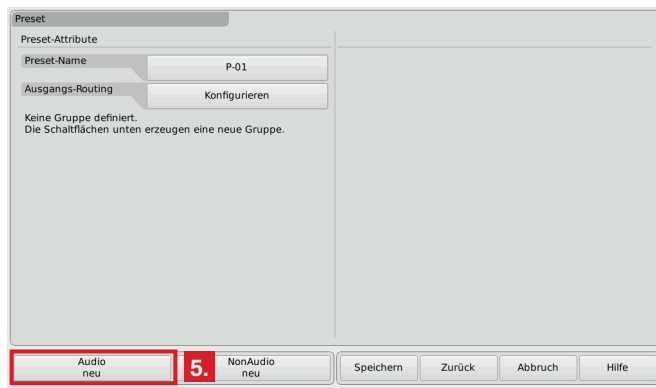 Preset
Preset-Attribute
Preset-Name
P-01
Ausgangs-Routing
Konfigurieren
Keine Gruppe definiert.
Die Schaltflächen unten erzeugen eine neue Gruppe.
Audio
neu
5.
NonAudio
neu
Speichern
Zurück
Abbruch
Hilfe